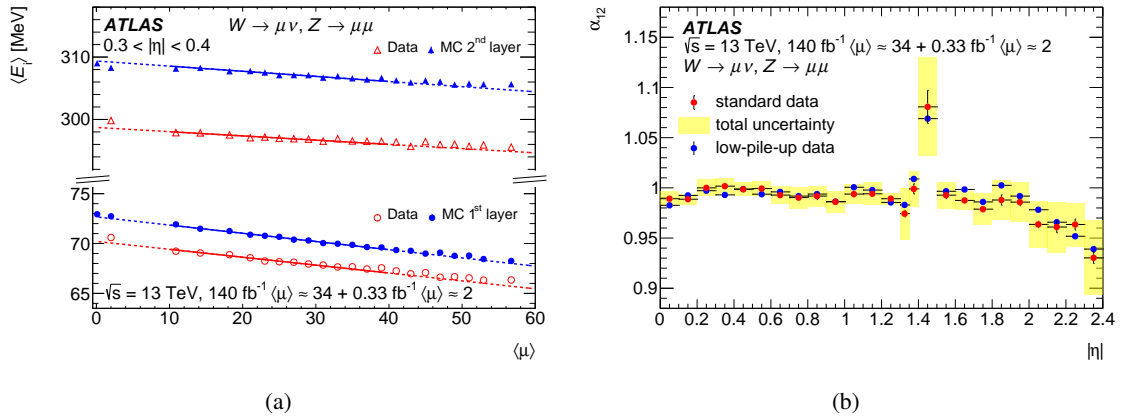 ATLAS W → μν, Z → μμ
0.3 < |η| < 0.4
Data MC 2nd layer
⟨E_i⟩ [MeV]
310
300
75
70
65
Data MC 1st layer
√s = 13 TeV, 140 fb-1 ⟨μ⟩ ≈ 34 + 0.33 fb-1 ⟨μ⟩ ≈ 2
0 10 20 30 40 50 60
⟨μ⟩
(a)
α12
1.15
1.1
1.05
1
0.95
0.9
ATLAS
√s = 13 TeV, 140 fb-1 ⟨μ⟩ ≈ 34 + 0.33 fb-1 ⟨μ⟩ ≈ 2
W → μν, Z → μμ
standard data
total uncertainty
low-pile-up data
0 0.2 0.4 0.6 0.8 1 1.2 1.4 1.6 1.8 2 2.2 2.4
|η|
(b)